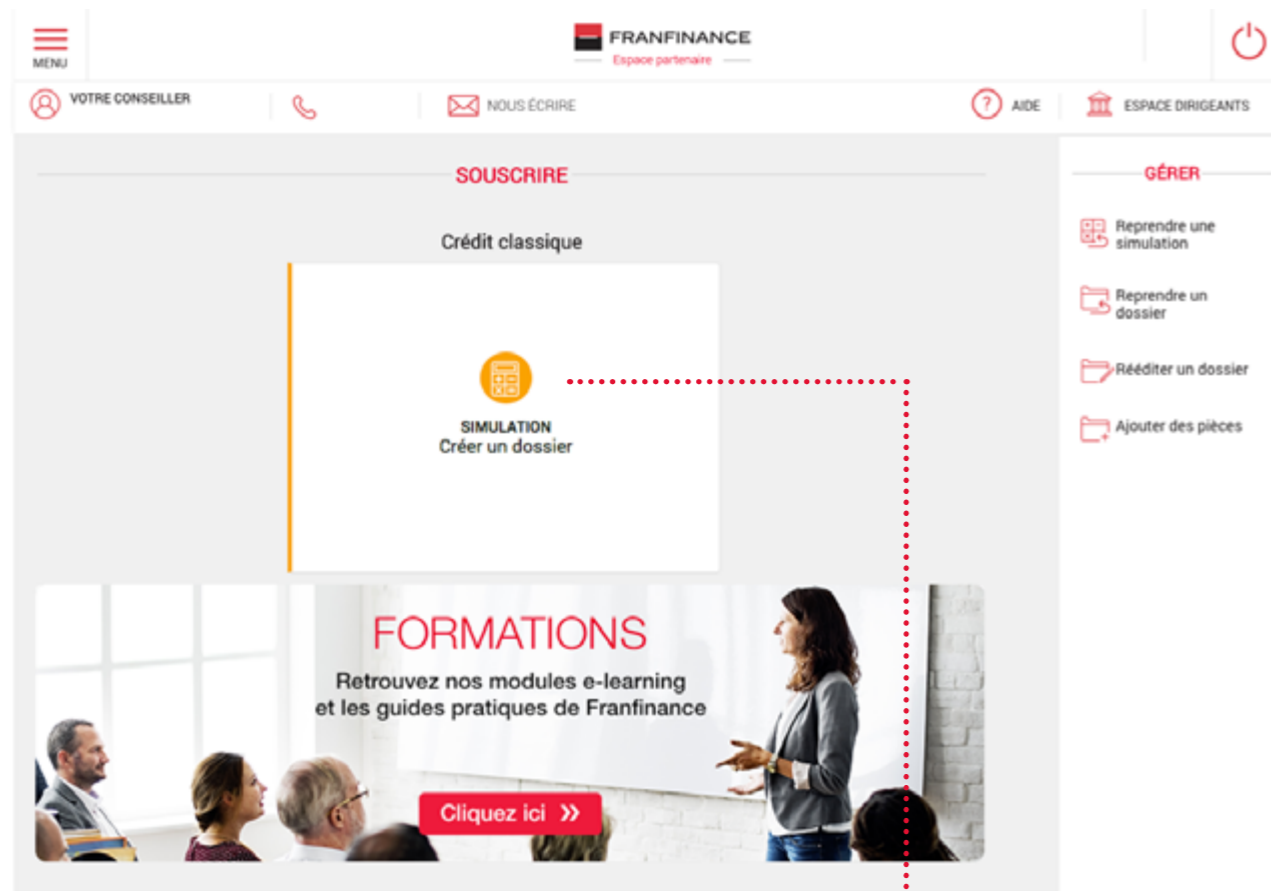 FRANFINANCE
Espace partenaire
MENU
VOTRE CONSEILLER
NOUS ÉCRIRE
? AIDE
ESPACE DIRIGEANTS
SOUSCRIRE
Crédit classique
SIMULATION
Créer un dossier
FORMATIONS
Retrouvez nos modules e-learning
et les guides pratiques de Franfinance
Cliquez ici »
GÉRER
Reprendre une
simulation
Reprendre un
dossier
Rééditer un dossier
Ajouter des pièces